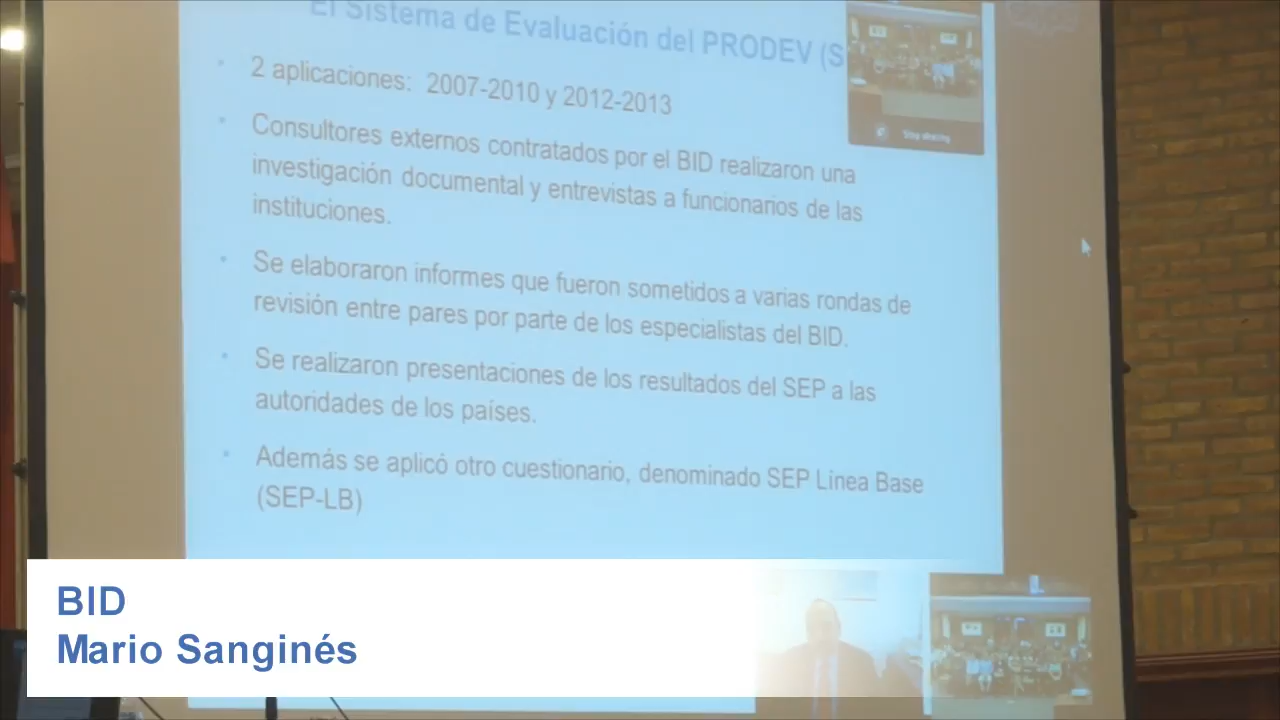 El Sistema de Evaluación del PRODEV (S
2 aplicaciones: 2007-2010 y 2012-2013
Consultores externos contratados por el BID realizaron una
investigación documental y entrevistas a funcionarios de las
instituciones.
Se elaboraron informes que fueron sometidos a varias rondas de
revisión entre pares por parte de los especialistas del BID.
Se realizaron presentaciones de los resultados del SEP a las
autoridades de los países.
Además se aplicó otro cuestionario, denominado SEP Linea Base
(SEP-LB)
Stop sharing
BID
Mario Sanginés